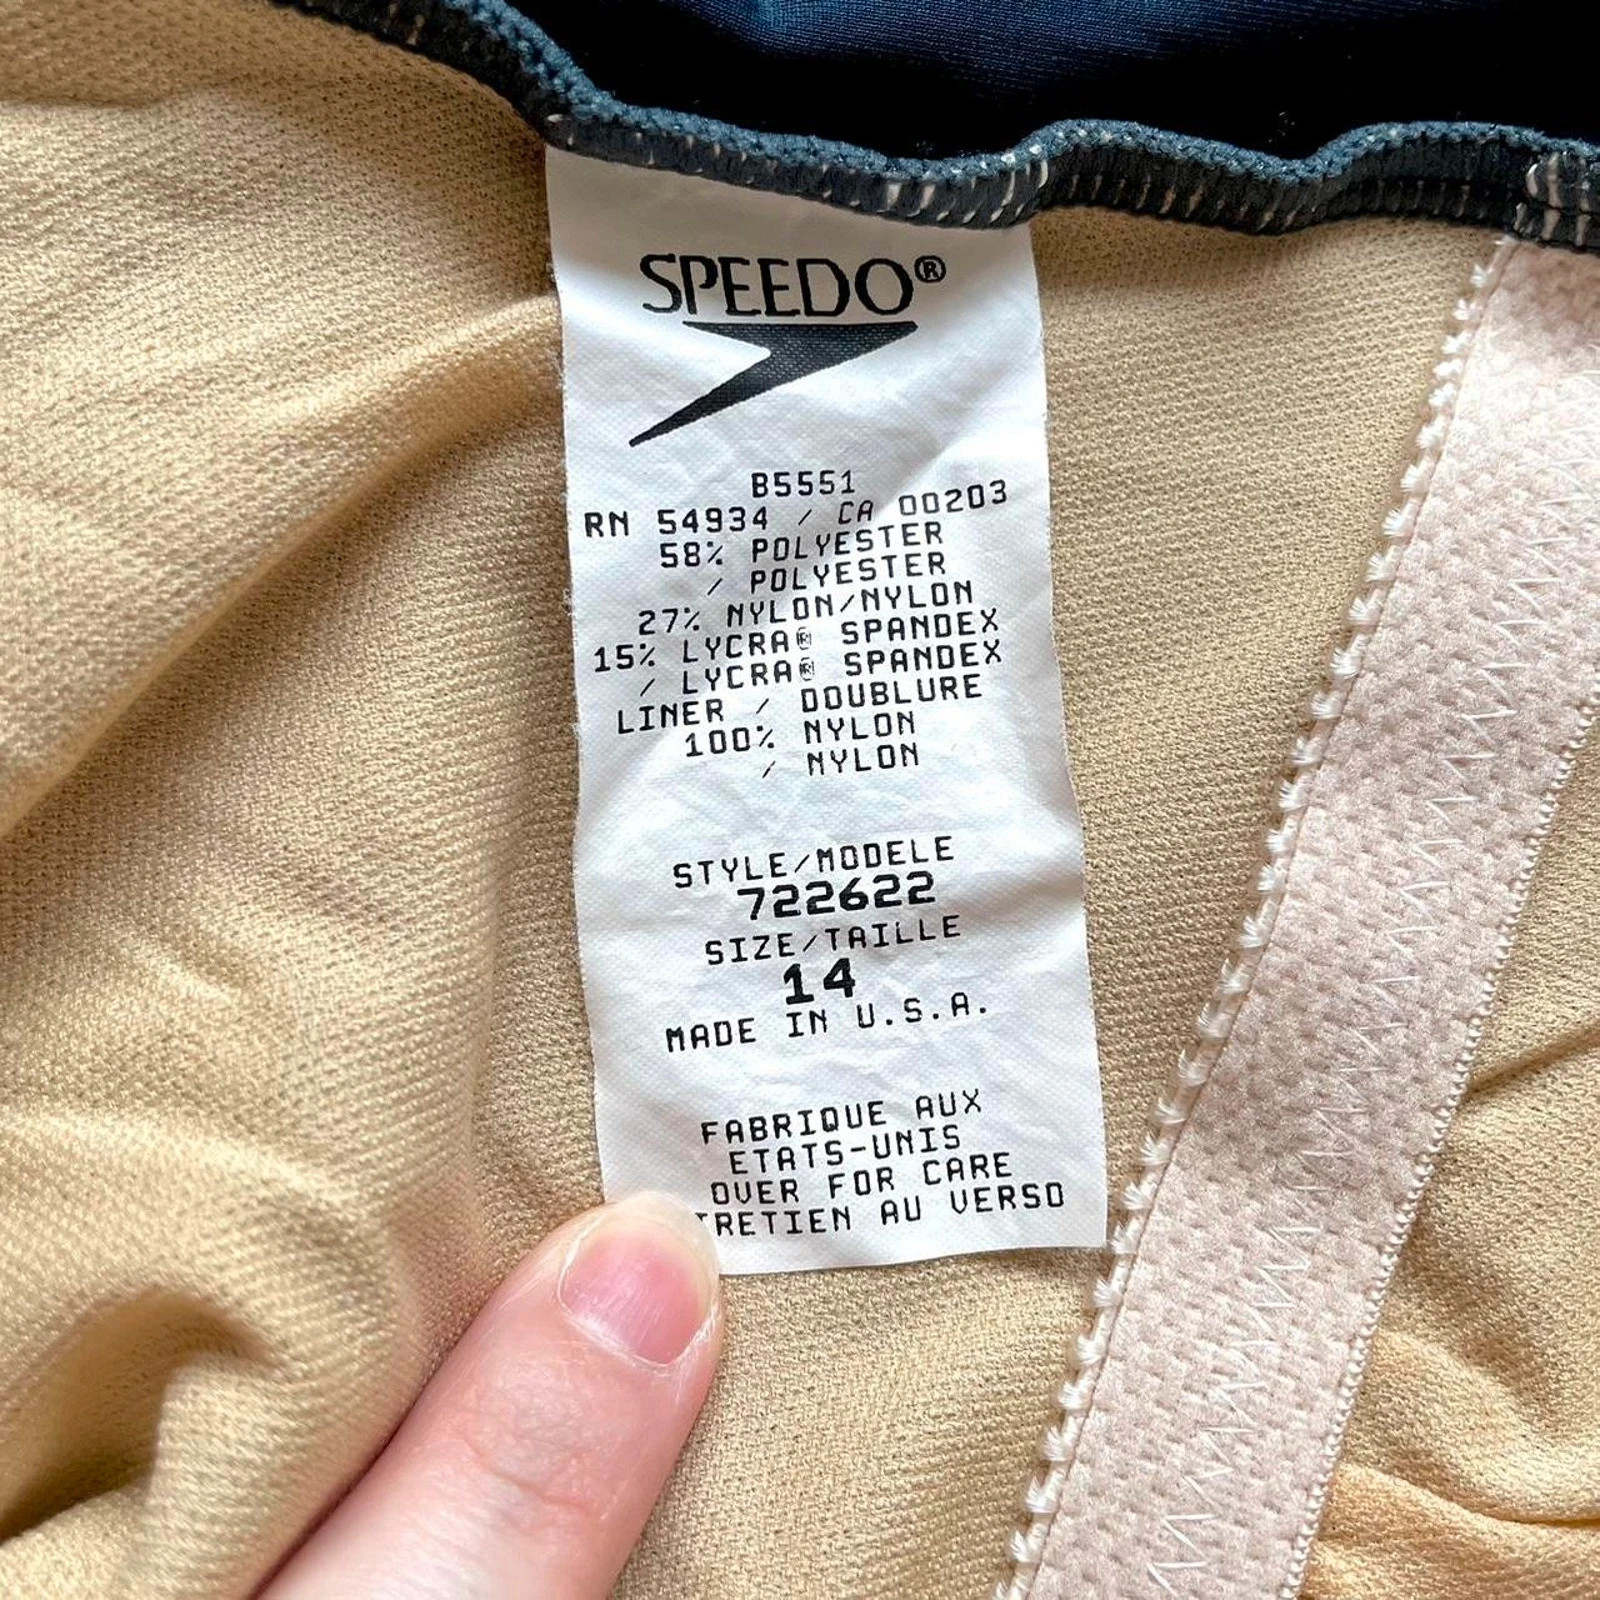 SPEEDO®
B5551
RN 54934 / CA 00203
58% POLYESTER
/ POLYESTER
27% NYLON/NYLON
15% LYCRA® SPANDEX
/ LYCRA® SPANDEX
LINER / DOUBLURE
100% NYLON
/ NYLON
STYLE/MODELE
722622
SIZE/TAILLE
14
MADE IN U.S.A.
FABRIQUE AUX
ETATS-UNIS
OVER FOR CARE
TRETIEN AU VERSO